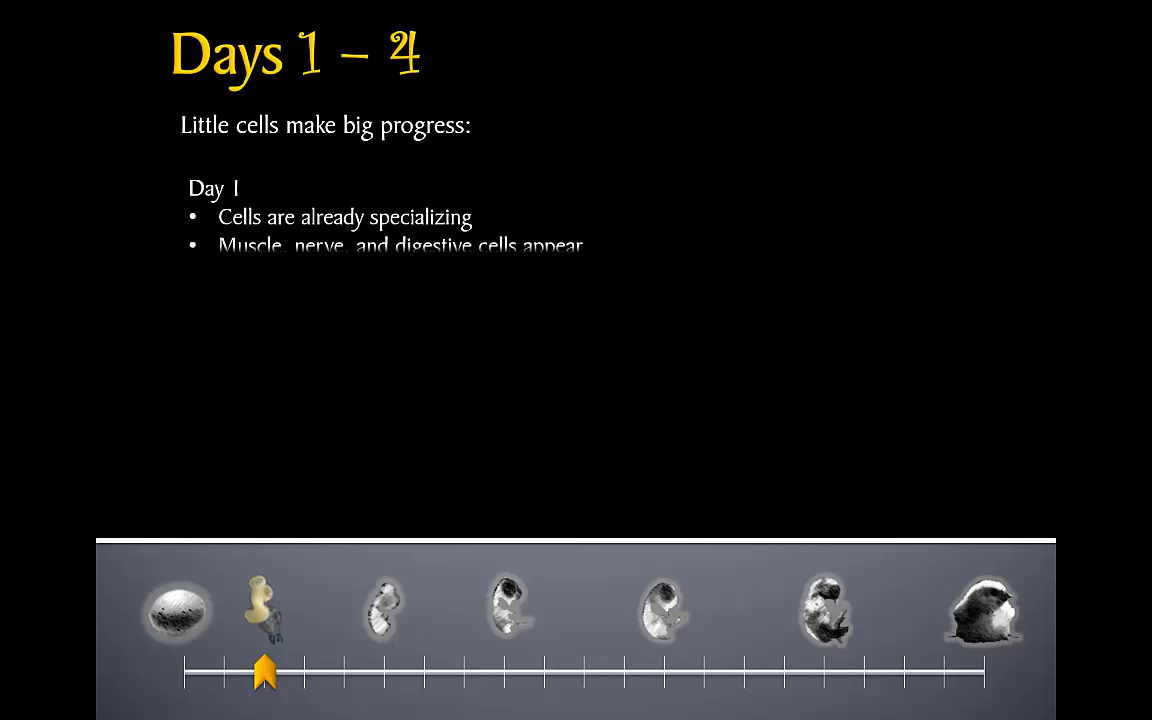 Days 1 – 4
Little cells make big progress:
Day 1
• Cells are already specializing
• Muscle, nerve, and digestive cells appear